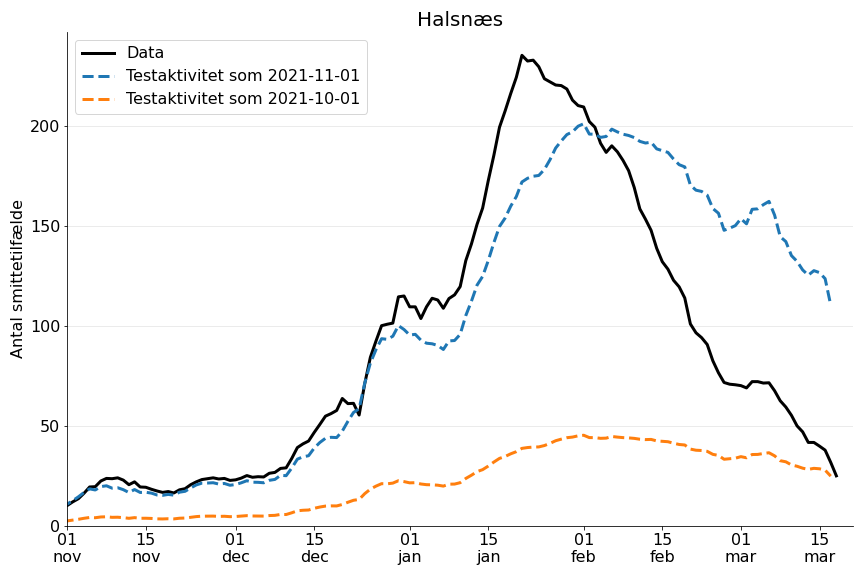 Halsnæs
Data
Testaktivitet som 2021-11-01
Testaktivitet som 2021-10-01
Antal smittetilfælde
200
150
100
50
0
01 15 01 15 01 15 01 15 01 15
nov nov dec dec jan jan feb feb mar mar